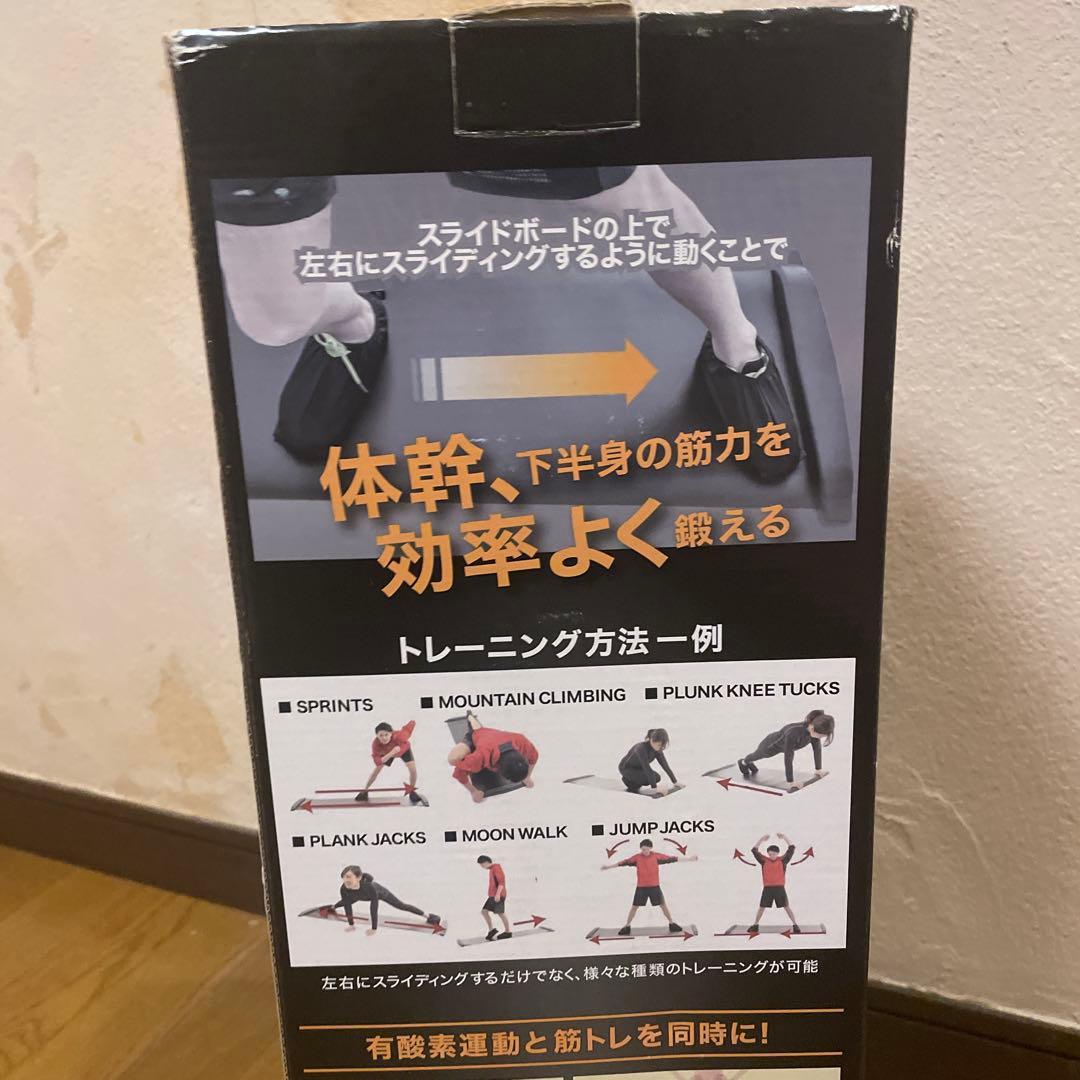 スライドボードの上で
左右にスライディングするように動くことで
体幹、下半身の筋力を
効率よく鍛える
トレーニング方法一例
■ SPRINTS ■ MOUNTAIN CLIMBING ■ PLUNK KNEE TUCKS
■ PLANK JACKS ■ MOON WALK ■ JUMP JACKS
左右にスライディングするだけでなく、様々な種類のトレーニングが可能
有酸素運動と筋トレを同時に!